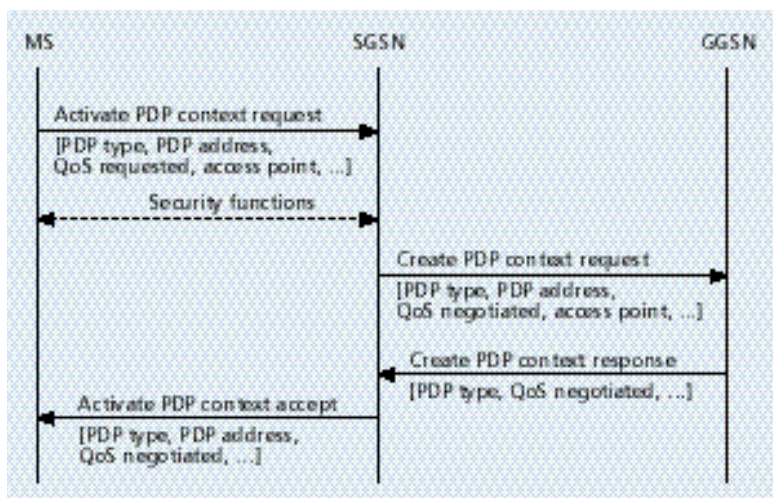 MS SGSN GGSN
Activate PDP context request
[PDP type, PDP address,
QoS requested, access point, ...]
Security functions
Create PDP context request
[PDP type, PDP address,
QoS negotiated, access point, ...]
Create PDP context response
[PDP type, QoS negotiated, ...]
Activate PDP context accept
[PDP type, PDP address,
QoS negotiated, ...]